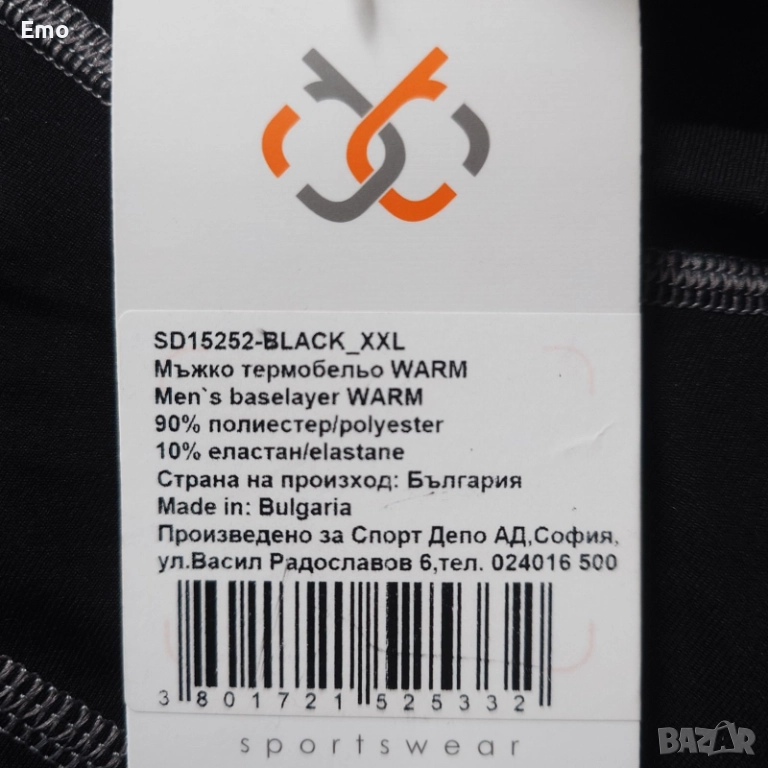 Emo
SD15252-BLACK_XXL
Мъжко термобельо WARM
Men`s baselayer WARM
90% полиестер/polyester
10% еластан/elastane
Страна на произход: България
Made in: Bulgaria
Произведено за Спорт Депо АД,София,
ул.Васил Радославов 6,тел. 024016 500
3 801721 525332
sportswear
BAZAR